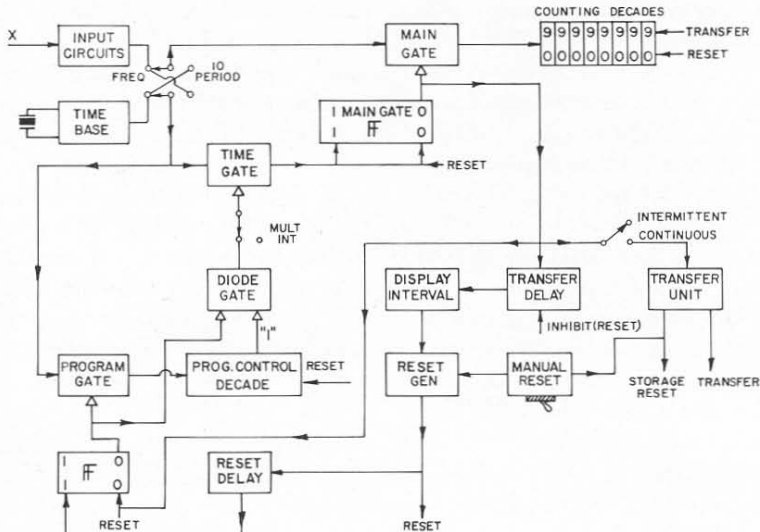 COUNTING DECADES
X
INPUT
CIRCUITS
FREQ
10
PERIOD
MAIN
GATE
9 9 9 9 9 9 9 9
0 0 0 0 0 0 0 0
TRANSFER
RESET
TIME
BASE
1 MAIN GATE 0
1 FF 0
RESET
TIME
GATE
MULT
INT
INTERMITTENT
CONTINUOUS
DIODE
GATE
DISPLAY
INTERVAL
TRANSFER
DELAY
TRANSFER
UNIT
"1"
INHIBIT (RESET)
PROGRAM
GATE
PROG. CONTROL
DECADE
RESET
RESET
GEN
MANUAL
RESET
STORAGE
RESET
TRANSFER
1 0
FF
1 0
RESET
DELAY
RESET
RESET